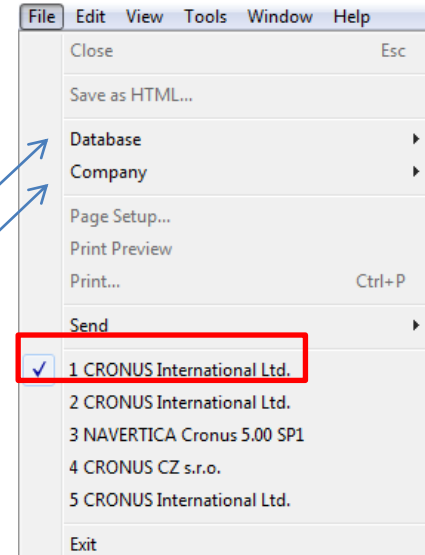 File Edit View Tools Window Help
Close Esc
Save as HTML...
Database
Company
Page Setup...
Print Preview
Print... Ctrl+P
Send
1 CRONUS International Ltd.
2 CRONUS International Ltd.
3 NAVERTICA Cronus 5.00 SP1
4 CRONUS CZ s.r.o.
5 CRONUS International Ltd.
Exit